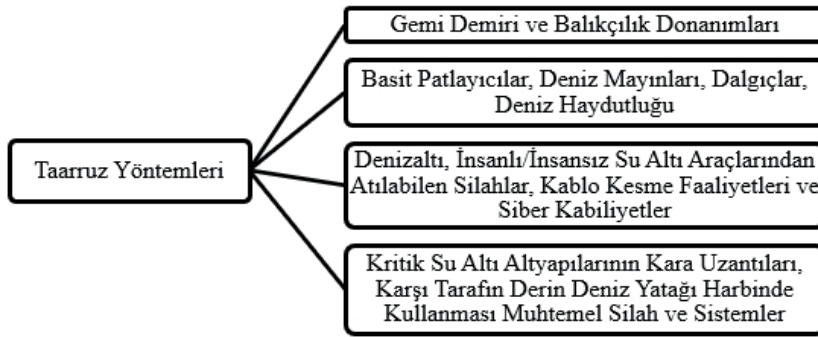 Taarruz Yöntemleri
Gemi Demiri ve Balıkçılık Donanımları
Basit Patlayıcılar, Deniz Mayınları, Dalgıçlar,
Deniz Haydutluğu
Denizaltı, İnsanlı/İnsansız Su Altı Araçlarından
Atılabilen Silahlar, Kablo Kesme Faaliyetleri ve
Siber Kabiliyetler
Kritik Su Altı Altyapılarının Kara Uzantıları,
Karşı Tarafın Derin Deniz Yatağı Harbinde
Kullanması Muhtemel Silah ve Sistemler